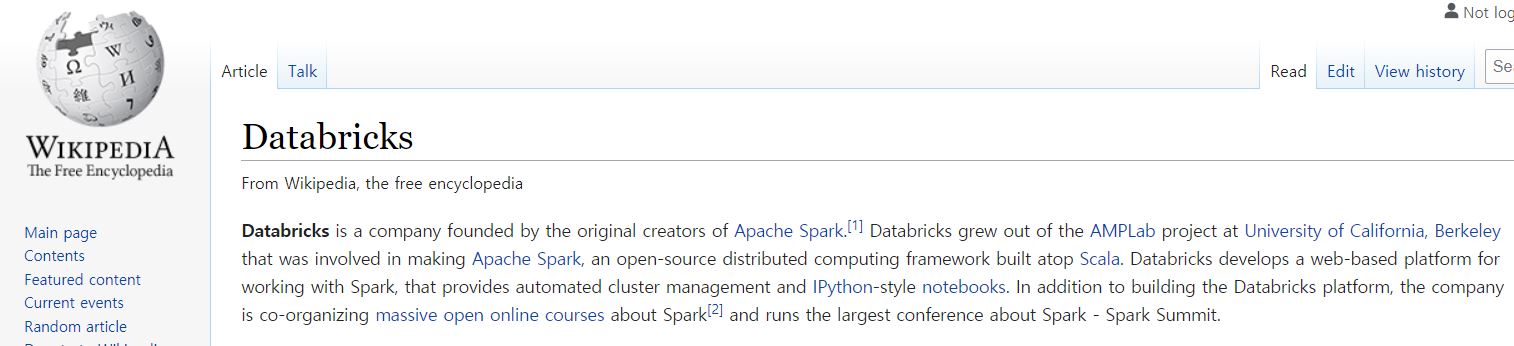 Not log
Article
Talk
Read
Edit
View history
Sea
WIKIPEDIA
The Free Encyclopedia
Databricks
From Wikipedia, the free encyclopedia
Databricks is a company founded by the original creators of Apache Spark.[1] Databricks grew out of the AMPLab project at University of California, Berkeley
that was involved in making Apache Spark, an open-source distributed computing framework built atop Scala. Databricks develops a web-based platform for
working with Spark, that provides automated cluster management and IPython-style notebooks. In addition to building the Databricks platform, the company
is co-organizing massive open online courses about Spark[2] and runs the largest conference about Spark - Spark Summit.
Main page
Contents
Featured content
Current events
Random article